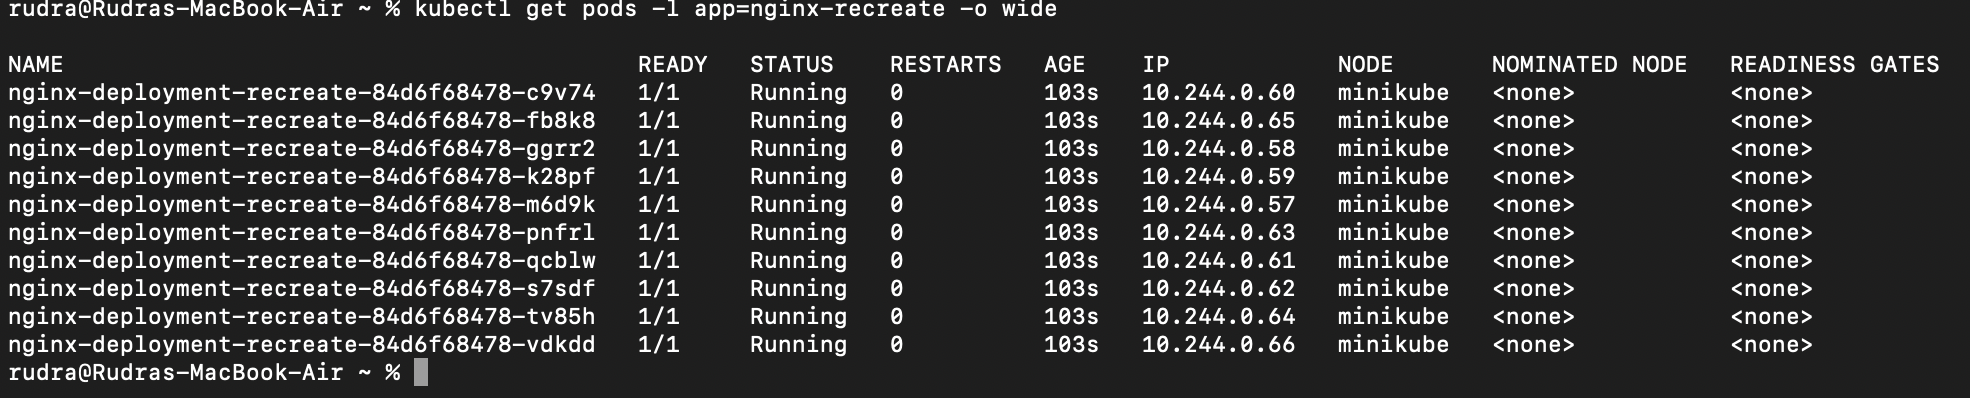 rudra@Rudras-MacBook-Air ~ % kubectl get pods -l app=nginx-recreate -o wide
NAME READY STATUS RESTARTS AGE IP NODE NOMINATED NODE READINESS GATES
nginx-deployment-recreate-84d6f68478-c9v74 1/1 Running 0 103s 10.244.0.60 minikube <none> <none>
nginx-deployment-recreate-84d6f68478-fb8k8 1/1 Running 0 103s 10.244.0.65 minikube <none> <none>
nginx-deployment-recreate-84d6f68478-ggrr2 1/1 Running 0 103s 10.244.0.58 minikube <none> <none>
nginx-deployment-recreate-84d6f68478-k28pf 1/1 Running 0 103s 10.244.0.59 minikube <none> <none>
nginx-deployment-recreate-84d6f68478-m6d9k 1/1 Running 0 103s 10.244.0.57 minikube <none> <none>
nginx-deployment-recreate-84d6f68478-pnfrl 1/1 Running 0 103s 10.244.0.63 minikube <none> <none>
nginx-deployment-recreate-84d6f68478-qcblw 1/1 Running 0 103s 10.244.0.61 minikube <none> <none>
nginx-deployment-recreate-84d6f68478-s7sdf 1/1 Running 0 103s 10.244.0.62 minikube <none> <none>
nginx-deployment-recreate-84d6f68478-tv85h 1/1 Running 0 103s 10.244.0.64 minikube <none> <none>
nginx-deployment-recreate-84d6f68478-vdkdd 1/1 Running 0 103s 10.244.0.66 minikube <none> <none>
rudra@Rudras-MacBook-Air ~ %